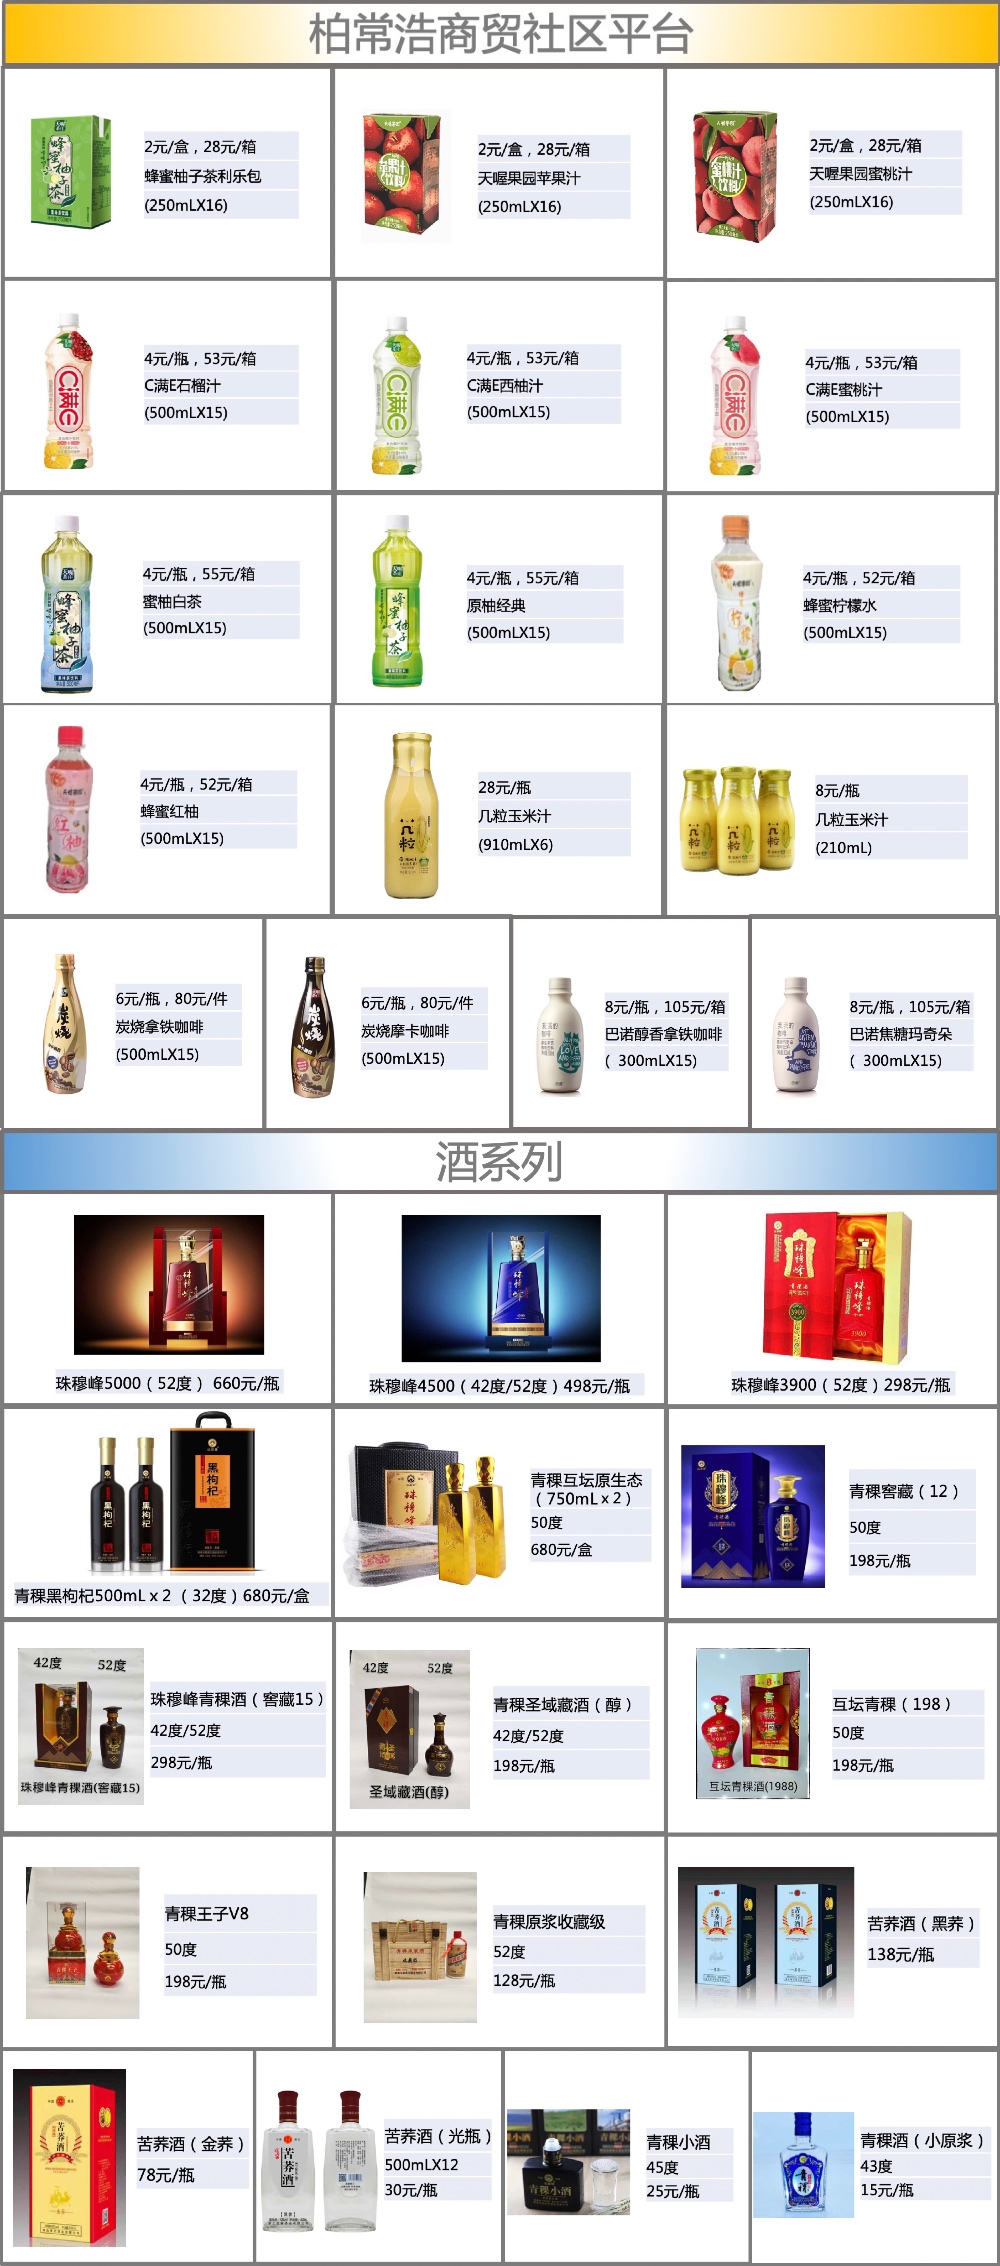 柏常浩商贸社区平台
2元/盒，28元/箱
蜂蜜柚子茶利乐包
(250mLX16)
2元/盒，28元/箱
天喔果园苹果汁
(250mLX16)
2元/盒，28元/箱
天喔果园蜜桃汁
(250mLX16)
4元/瓶，53元/箱
C满E石榴汁
(500mLX15)
4元/瓶，53元/箱
C满E西柚汁
(500mLX15)
4元/瓶，53元/箱
C满E蜜桃汁
(500mLX15)
4元/瓶，55元/箱
蜜柚白茶
(500mLX15)
4元/瓶，55元/箱
原柚经典
(500mLX15)
4元/瓶，52元/箱
蜂蜜柠檬水
(500mLX15)
4元/瓶，52元/箱
蜂蜜红柚
(500mLX15)
28元/瓶
几粒玉米汁
(910mLX6)
8元/瓶
几粒玉米汁
(210mL)
6元/瓶，80元/件
炭烧拿铁咖啡
(500mLX15)
6元/瓶，80元/件
炭烧摩卡咖啡
(500mLX15)
8元/瓶，105元/箱
巴诺醇香拿铁咖啡
( 300mLX15)
8元/瓶，105元/箱
巴诺焦糖玛奇朵
( 300mLX15)
酒系列
珠穆峰5000（52度） 660元/瓶
珠穆峰4500（42度/52度）498元/瓶
珠穆峰3900（52度）298元/瓶
青稞黑枸杞500mL x 2 （32度）680元/盒
青稞互坛原生态
（750mL x 2）
50度
680元/盒
青稞窖藏（12）
50度
198元/瓶
42度 52度
珠穆峰青稞酒（窖藏15）
42度/52度
298元/瓶
珠穆峰青稞酒(窖藏15)
42度 52度
青稞圣域藏酒（醇）
42度/52度
198元/瓶
圣域藏酒(醇)
互坛青稞（198）
50度
198元/瓶
互坛青稞酒(1988)
青稞王子V8
50度
198元/瓶
青稞原浆收藏级
52度
128元/瓶
苦荞酒（黑荞）
138元/瓶
苦荞酒（金荞）
78元/瓶
苦荞酒（光瓶）
500mLX12
30元/瓶
青稞小酒
45度
25元/瓶
青稞酒（小原浆）
43度
15元/瓶